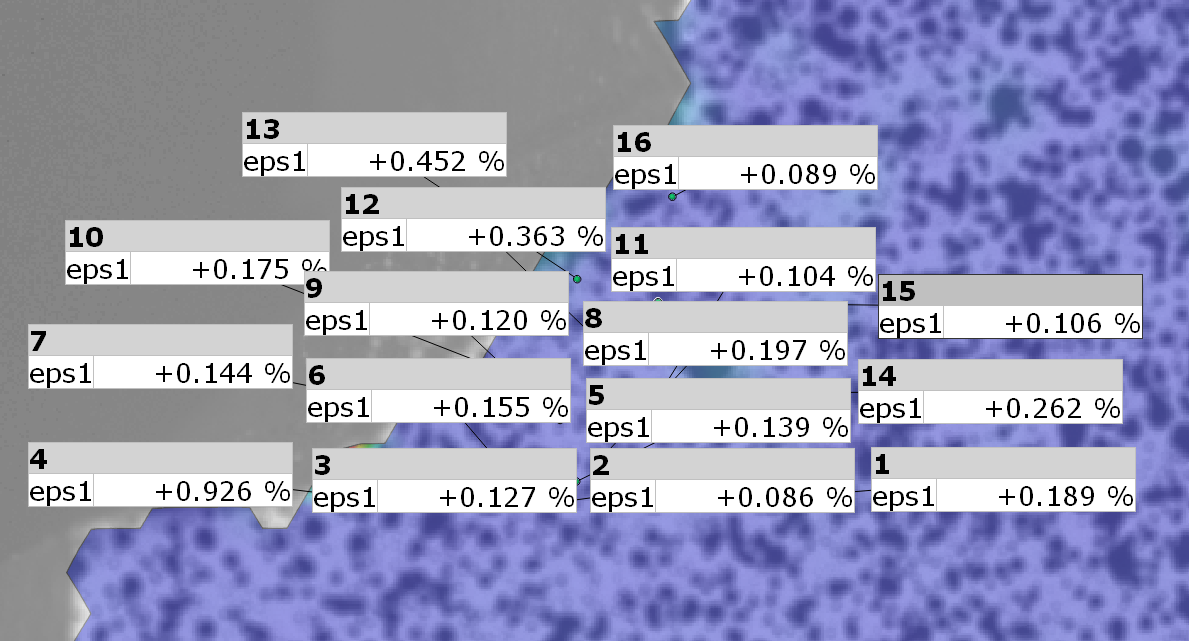 13
eps1 +0.452 %
16
eps1 +0.089 %
12
eps1 +0.363 %
10
eps1 +0.175 %
11
eps1 +0.104 %
9
eps1 +0.120 %
15
eps1 +0.106 %
8
eps1 +0.197 %
7
eps1 +0.144 %
6
eps1 +0.155 %
14
eps1 +0.262 %
5
eps1 +0.139 %
4
eps1 +0.926 %
3
eps1 +0.127 %
2
eps1 +0.086 %
1
eps1 +0.189 %